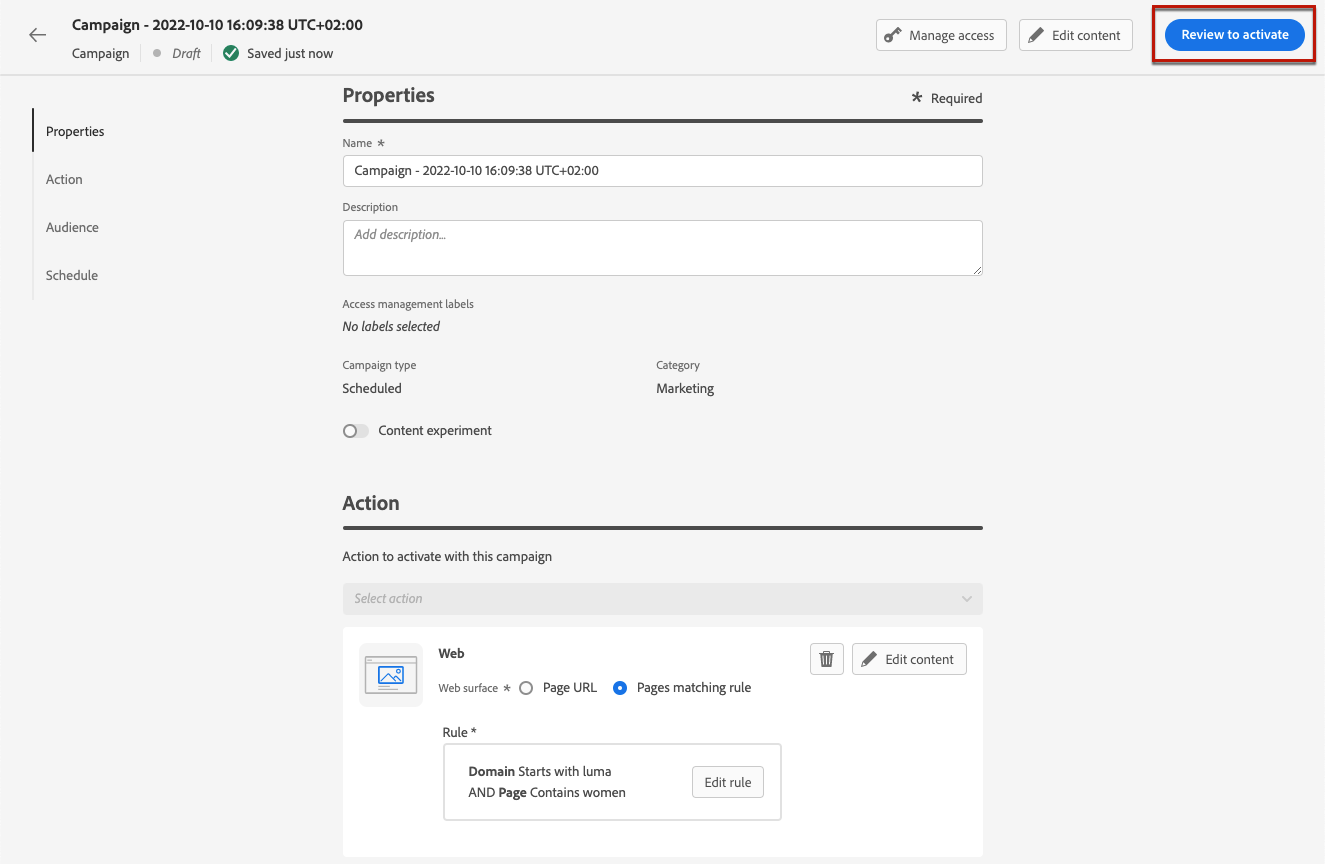 Campaign - 2022-10-10 16:09:38 UTC+02:00
Manage access
Edit content
Review to activate
Campaign
Draft
Saved just now
Properties
Action
Audience
Schedule
Properties
* Required
Name *
Campaign - 2022-10-10 16:09:38 UTC+02:00
Description
Add description...
Access management labels
No labels selected
Campaign type
Category
Scheduled
Marketing
Content experiment
Action
Action to activate with this campaign
Select action
Web
Edit content
Web surface * Page URL Pages matching rule
Rule *
Domain Starts with luma
AND Page Contains women
Edit rule